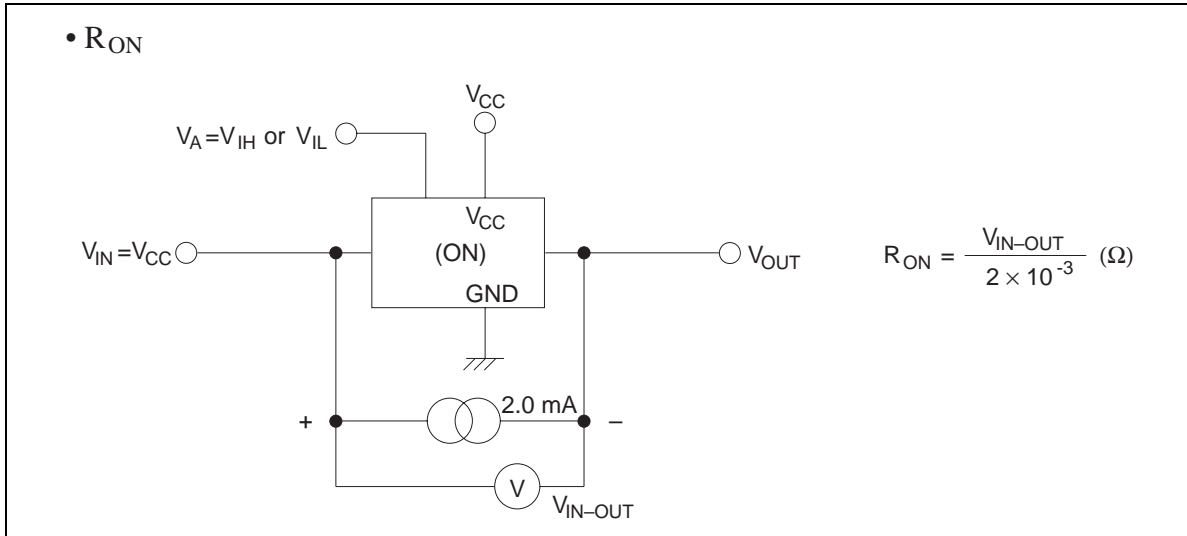 • R_ON
V_CC
V_A=V_IH or V_IL
V_CC
V_IN=V_CC
(ON)
V_OUT
R_ON = V_IN–OUT / 2 × 10^-3 (Ω)
GND
2.0 mA
+ –
V
V_IN–OUT